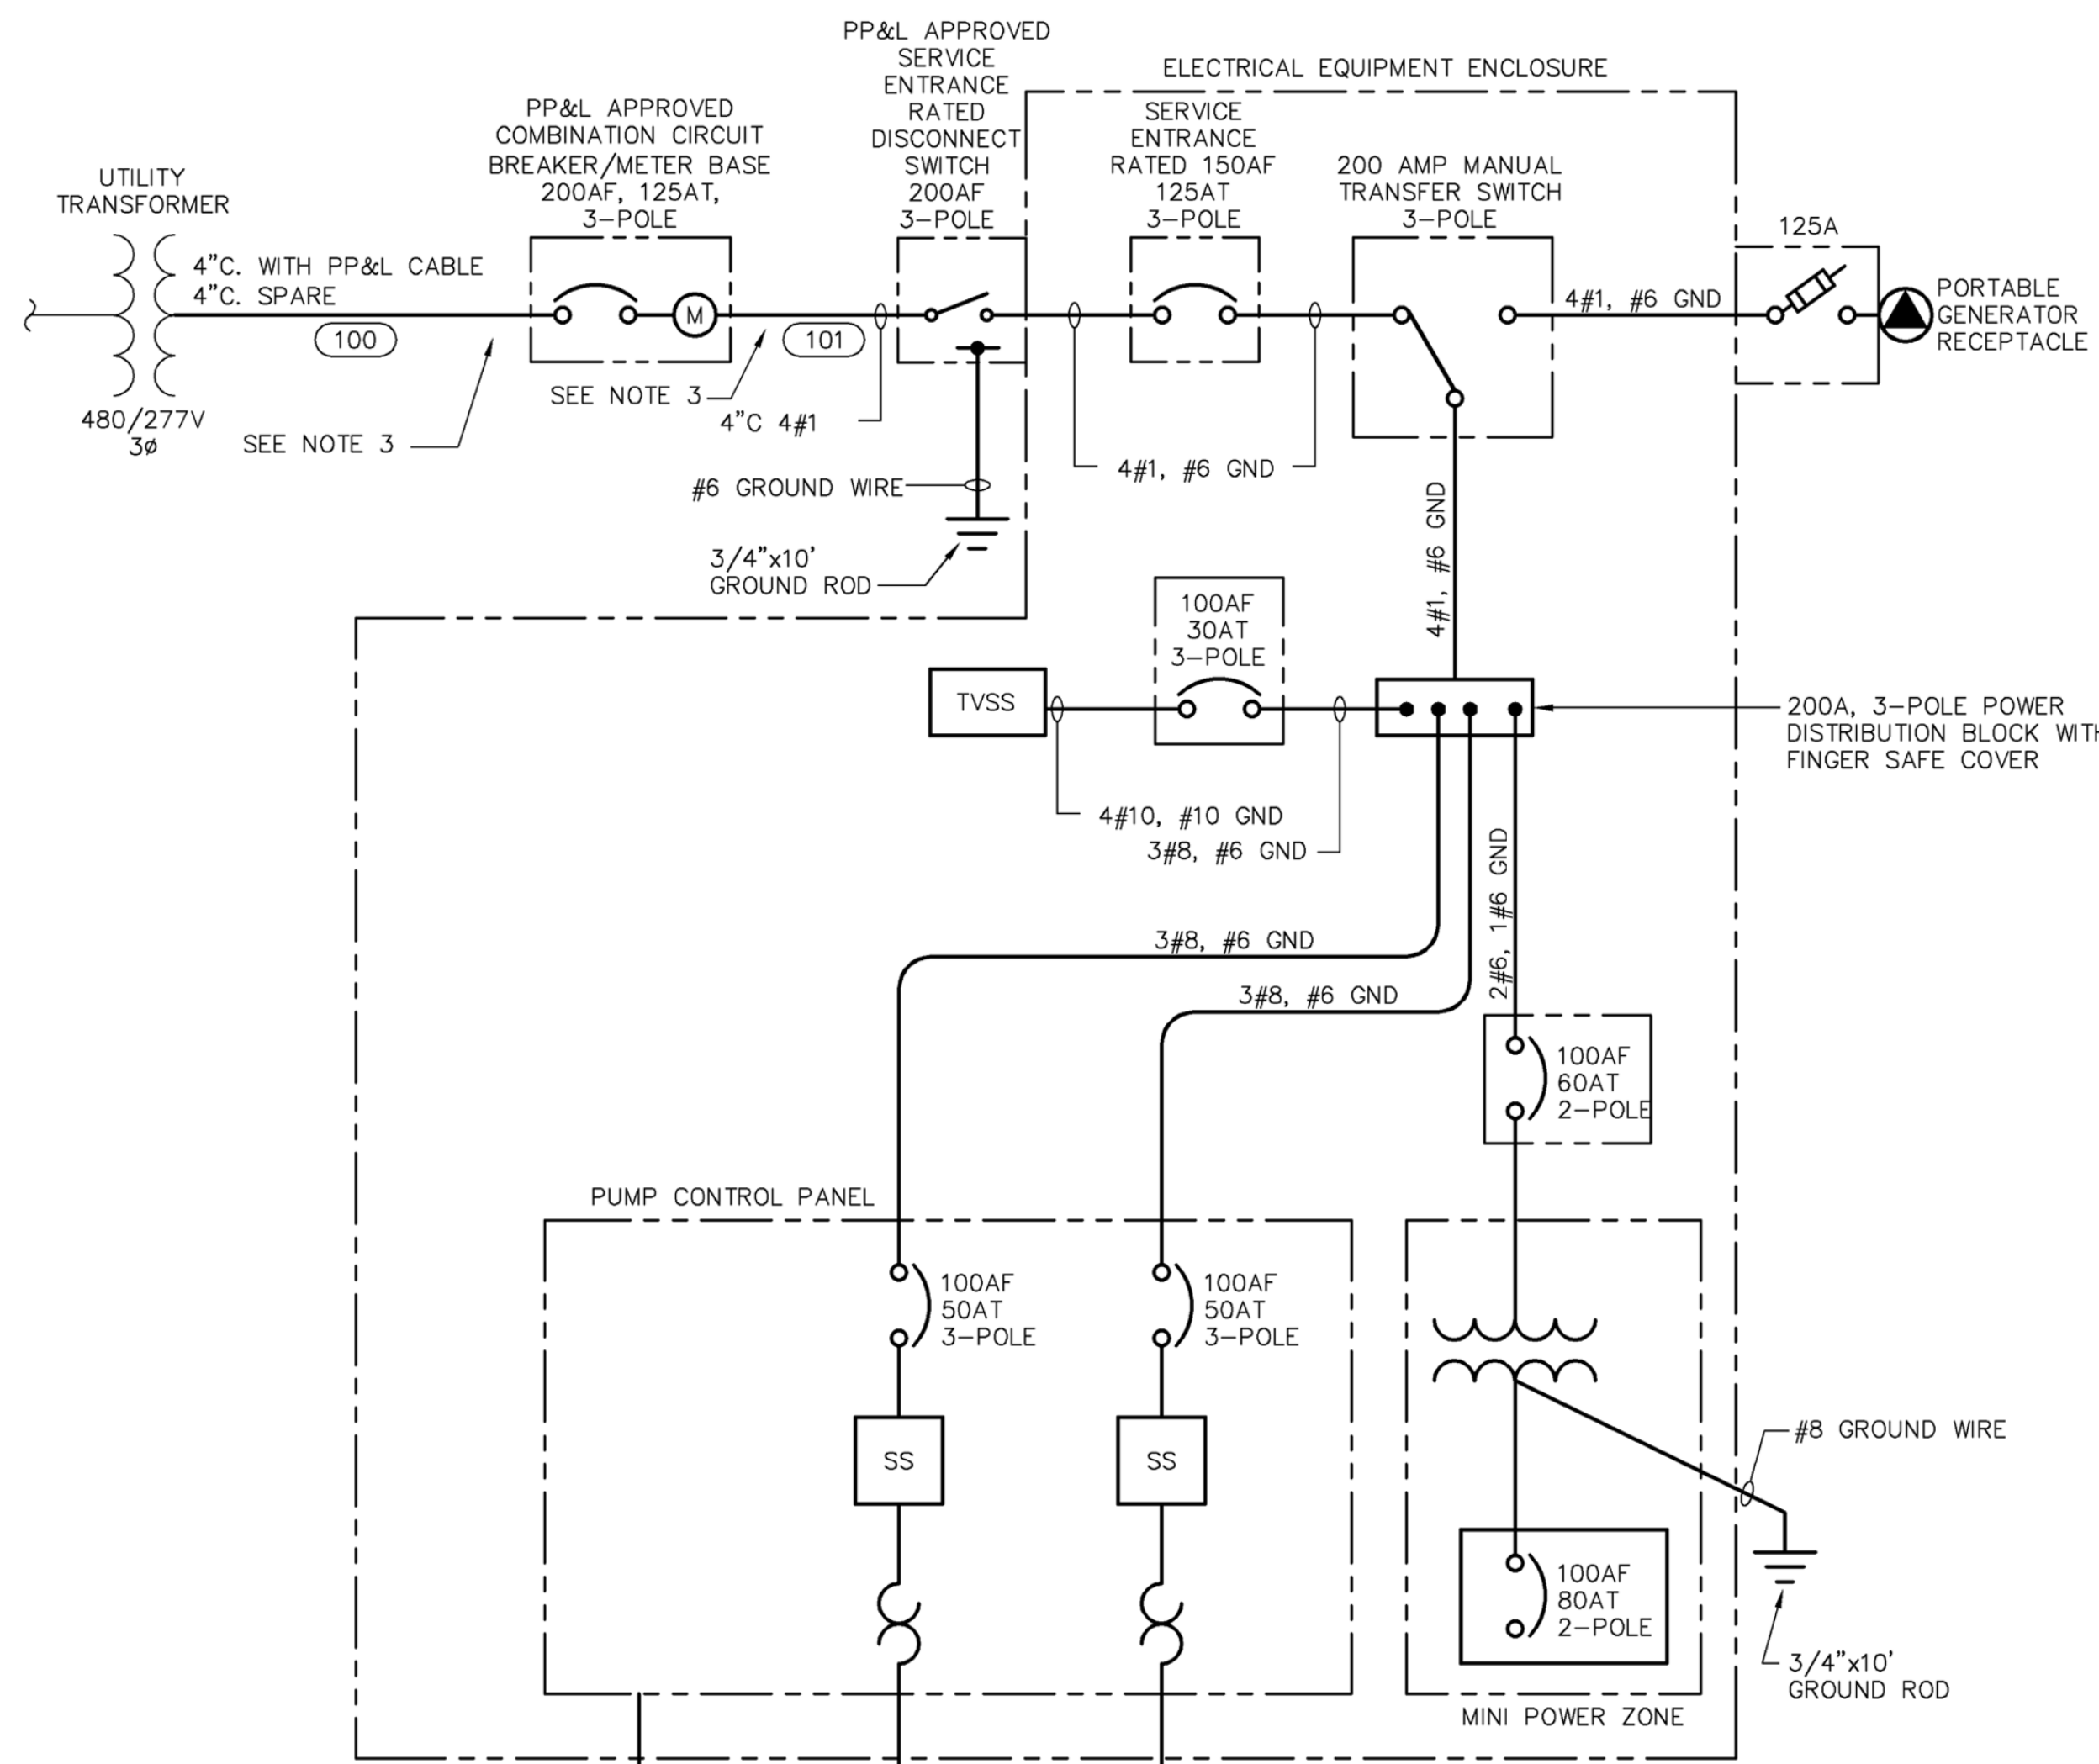 PP&L APPROVED
SERVICE
ENTRANCE
RATED
DISCONNECT
SWITCH
200AF
3-POLE
ELECTRICAL EQUIPMENT ENCLOSURE
PP&L APPROVED
COMBINATION CIRCUIT
BREAKER/METER BASE
200AF, 125AT,
3-POLE
SERVICE
ENTRANCE
RATED 150AF
125AT
3-POLE
200 AMP MANUAL
TRANSFER SWITCH
3-POLE
UTILITY
TRANSFORMER
125A
4"C. WITH PP&L CABLE
4"C. SPARE
100
M
101
4#1, #6 GND
PORTABLE
GENERATOR
RECEPTACLE
480/277V
3ø
SEE NOTE 3
SEE NOTE 3
4"C 4#1
4#1, #6 GND
#6 GROUND WIRE
4#1, #6 GND
3/4"x10'
GROUND ROD
100AF
30AT
3-POLE
TVSS
200A, 3-POLE POWER
DISTRIBUTION BLOCK WITH
FINGER SAFE COVER
4#10, #10 GND
3#8, #6 GND
2#6, 1#6 GND
3#8, #6 GND
3#8, #6 GND
100AF
60AT
2-POLE
PUMP CONTROL PANEL
100AF
50AT
3-POLE
100AF
50AT
3-POLE
SS
SS
#8 GROUND WIRE
100AF
80AT
2-POLE
3/4"x10'
GROUND ROD
MINI POWER ZONE